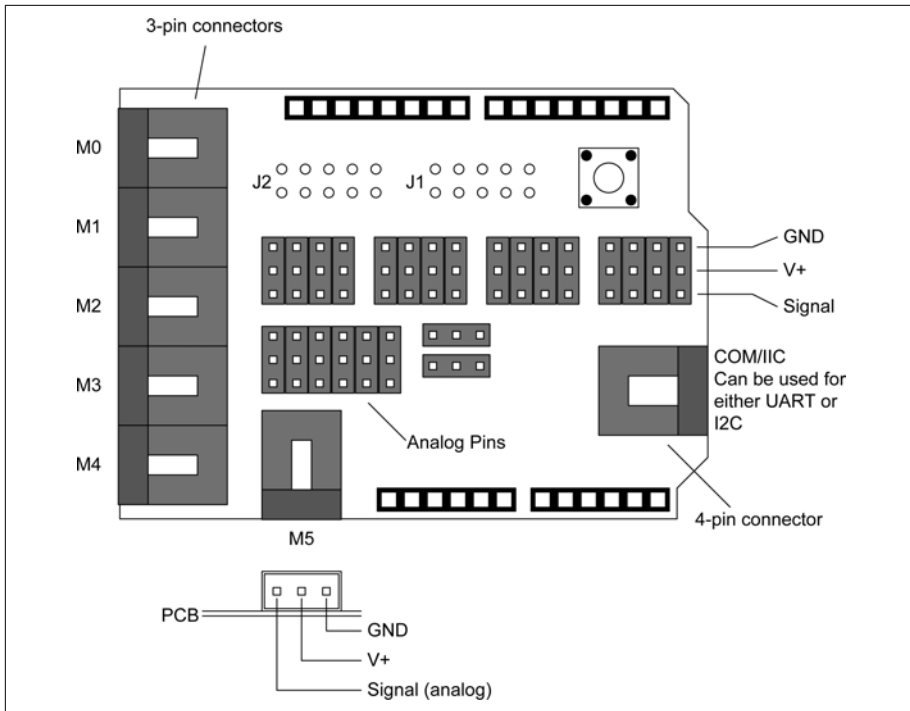 3-pin connectors
M0
J2
J1
M1
GND
V+
M2
Signal
COM/IIC
Can be used for
either UART or
I2C
M3
Analog Pins
M4
4-pin connector
M5
PCB
GND
V+
Signal (analog)